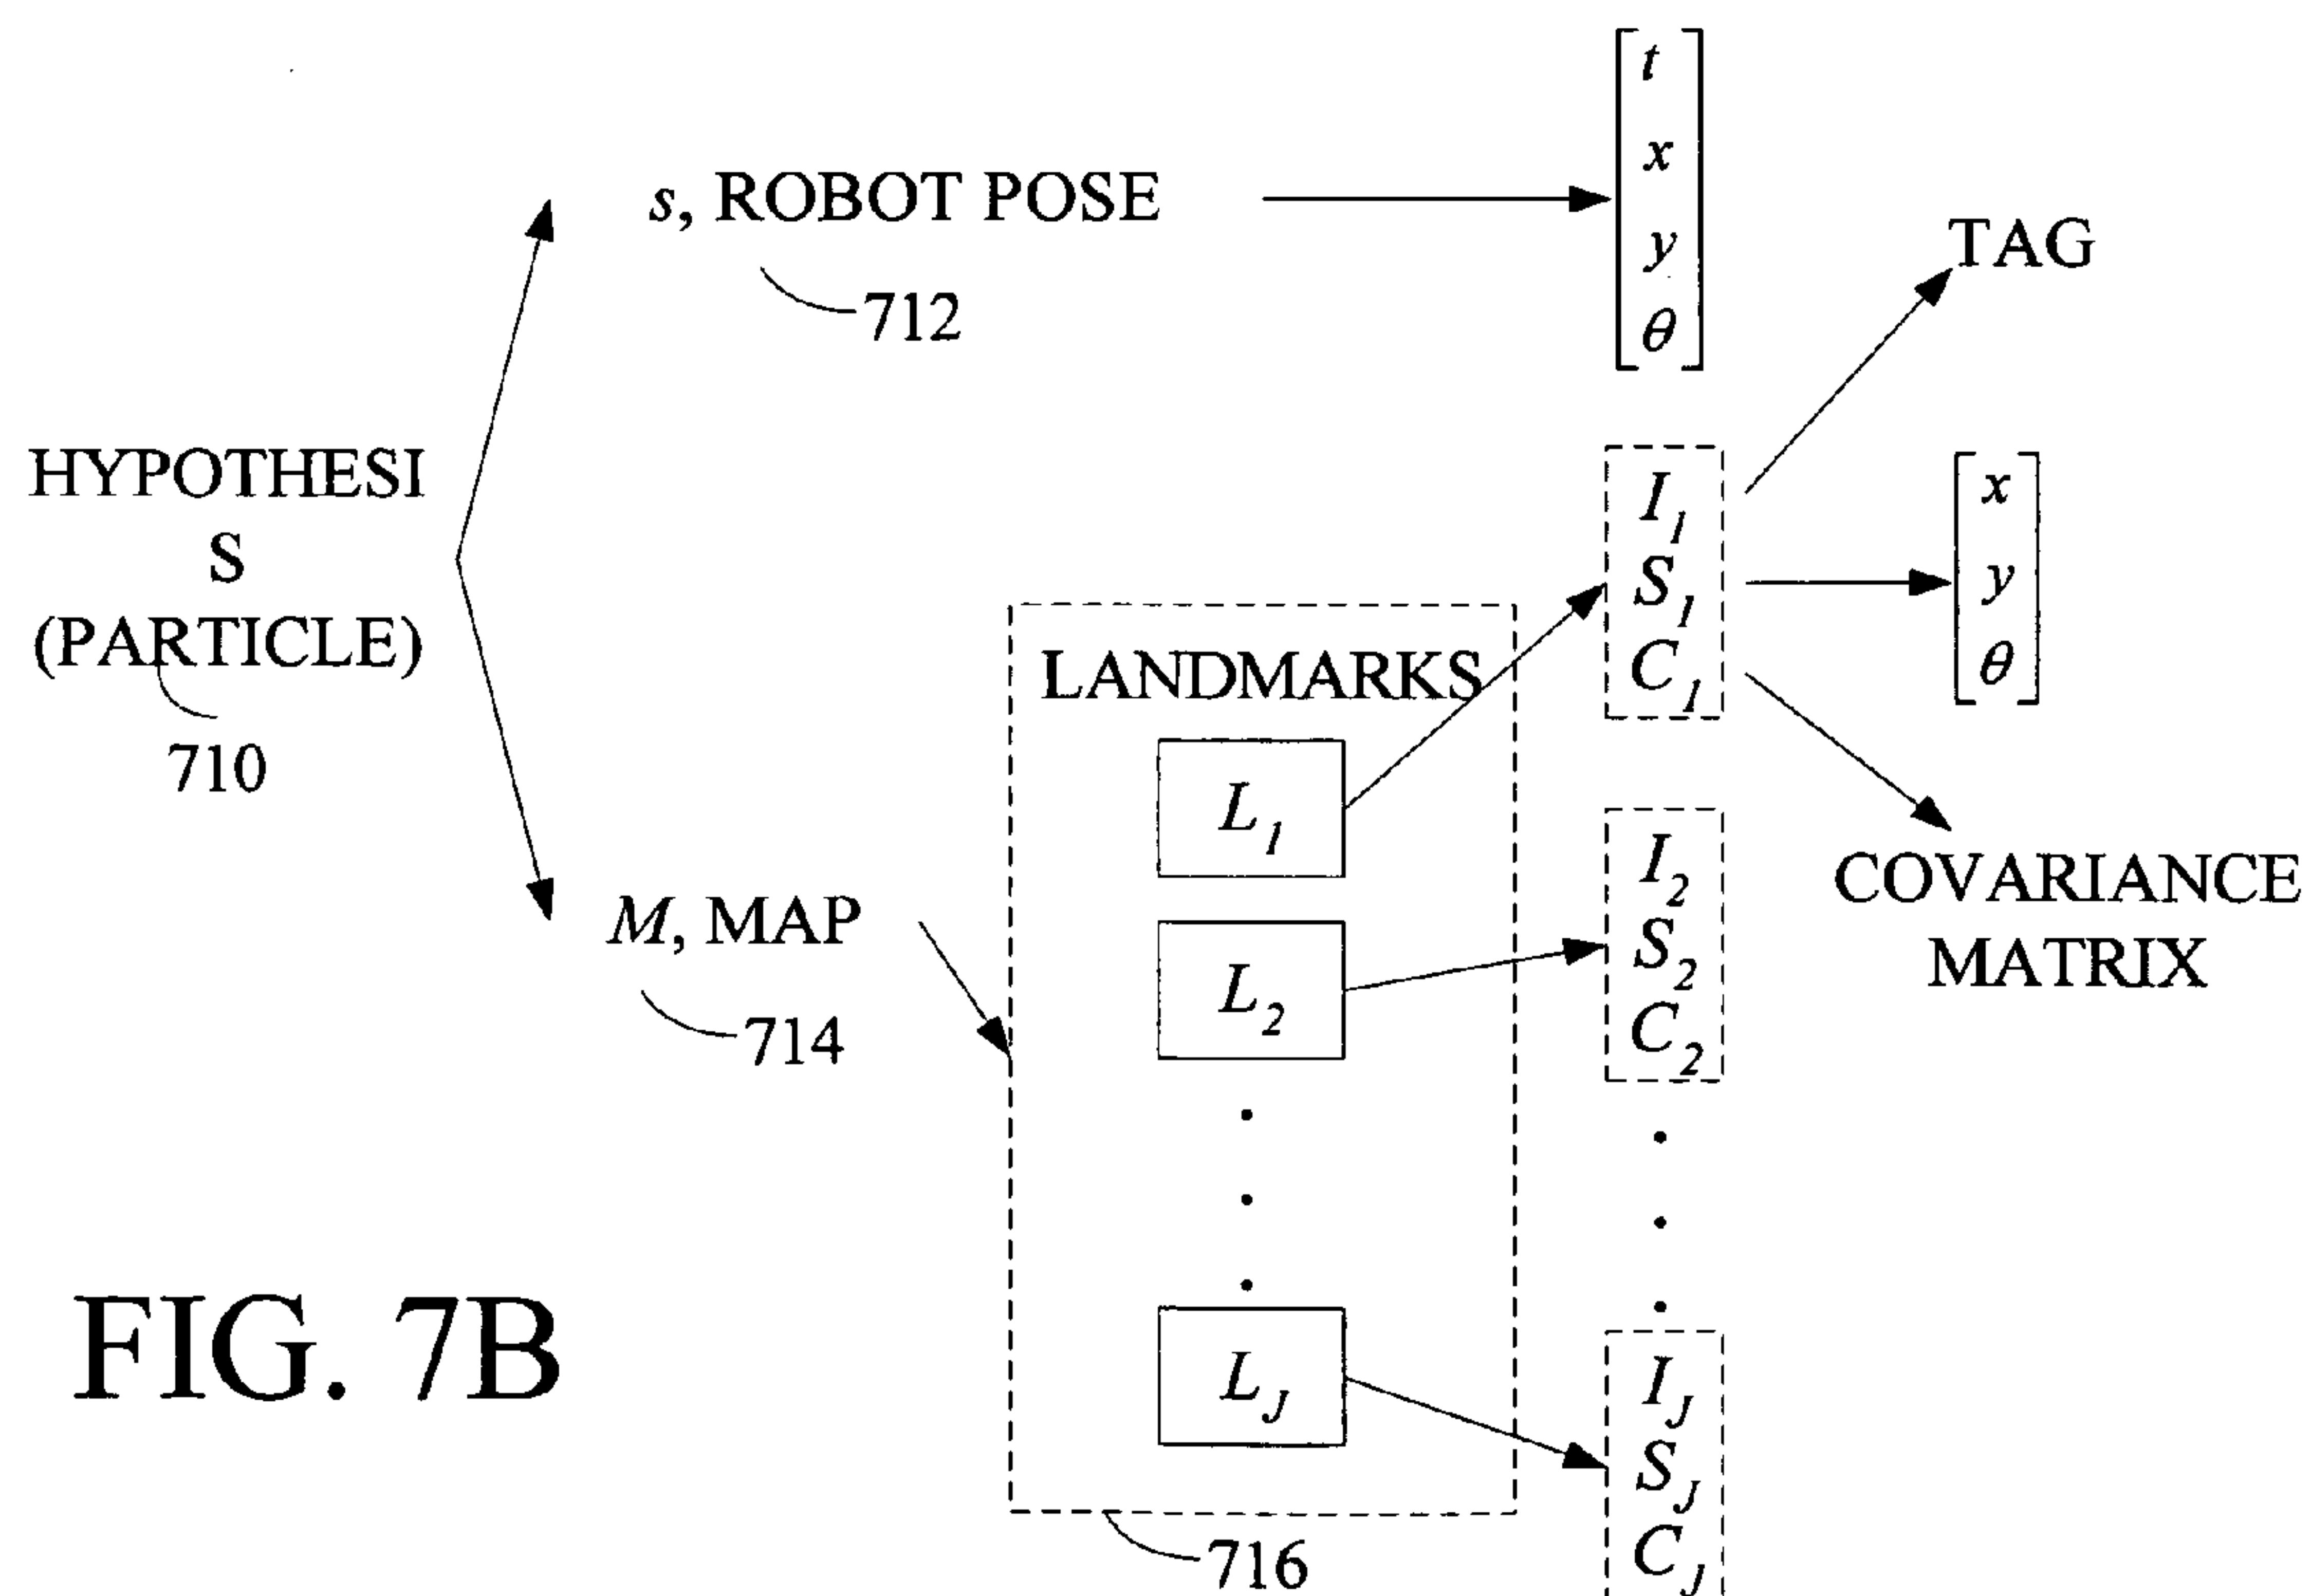 HYPOTHESI
S
(PARTICLE)
710
s, ROBOT POSE
712
t
x
y
θ
M, MAP
714
LANDMARKS
L1
L2
.
.
.
LJ
716
I1
S1
C1
TAG
x
y
θ
COVARIANCE
MATRIX
I2
S2
C2
.
.
.
IJ
SJ
CJ
FIG. 7B